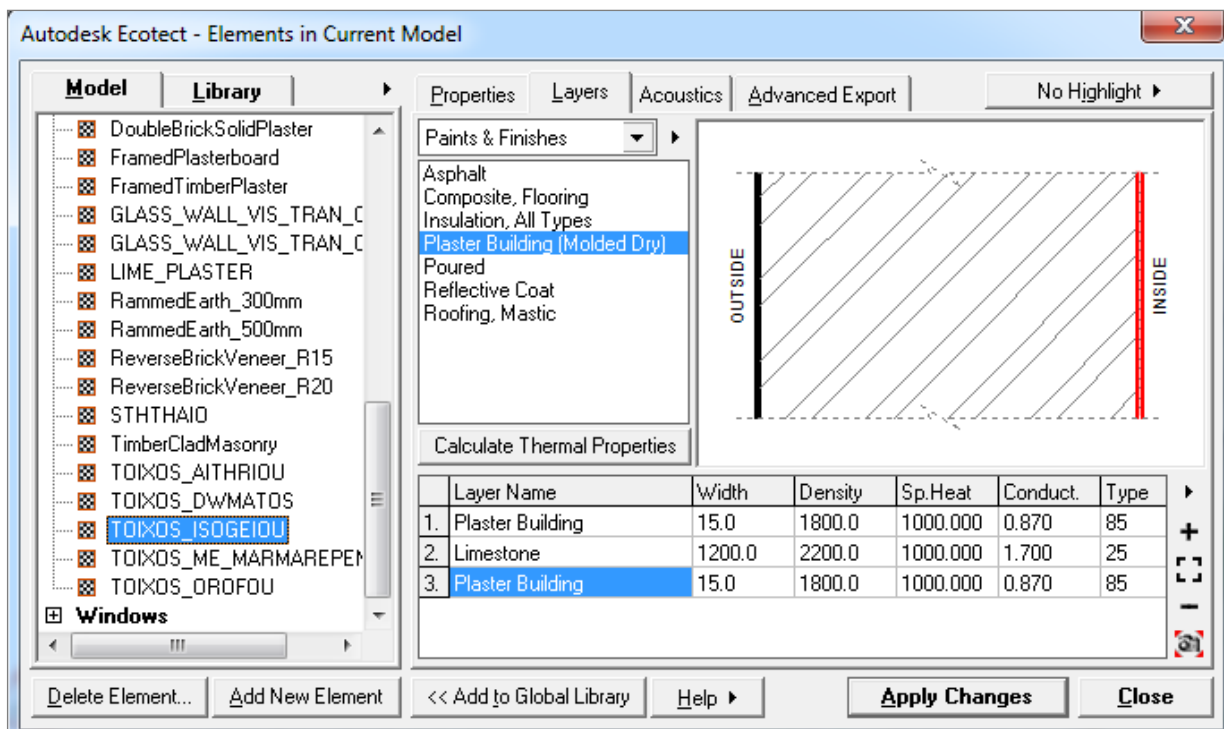 Autodesk Ecotect - Elements in Current Model
Model
Library
DoubleBrickSolidPlaster
FramedPlasterboard
FramedTimberPlaster
GLASS_WALL_VIS_TRAN_
GLASS_WALL_VIS_TRAN_
LIME_PLASTER
RammedEarth_300mm
RammedEarth_500mm
ReverseBrickVeneer_R15
ReverseBrickVeneer_R20
STHTHAIO
TimberCladMasonry
TOIXOS_AITHRIOU
TOIXOS_DWMATOS
TOIXOS_ISOGEIOU
TOIXOS_ME_MARMAREPEN
TOIXOS_OROFOU
Windows
Delete Element...
Add New Element
Properties
Layers
Acoustics
Advanced Export
No Highlight
Paints & Finishes
Asphalt
Composite, Flooring
Insulation, All Types
Plaster Building (Molded Dry)
Poured
Reflective Coat
Roofing, Mastic
Calculate Thermal Properties
OUTSIDE
INSIDE
Layer Name Width Density Sp.Heat Conduct. Type
1. Plaster Building 15.0 1800.0 1000.000 0.870 85
2. Limestone 1200.0 2200.0 1000.000 1.700 25
3. Plaster Building 15.0 1800.0 1000.000 0.870 85
<< Add to Global Library
Help
Apply Changes
Close